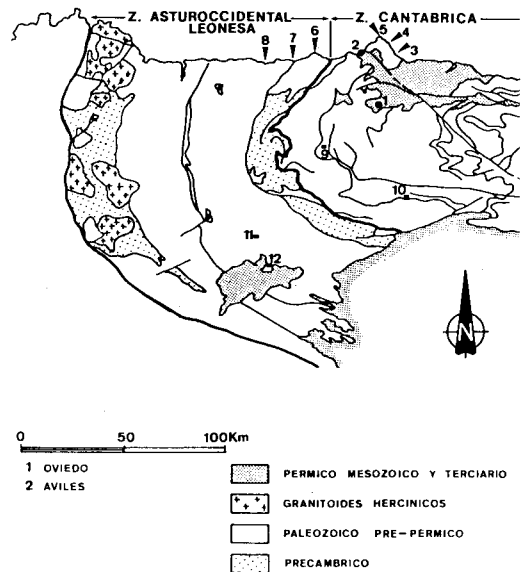 Z. ASTUROCCIDENTAL
LEONESA
Z. CANTABRICA
8
7
6
5
4
2
3
1
9
10
11
12
N
0 50 100Km
1 OVIEDO
2 AVILES
PERMICO MESOZOICO Y TERCIARIO
GRANITOIDES HERCINICOS
PALEOZOICO PRE-PERMICO
PRECAMBRICO